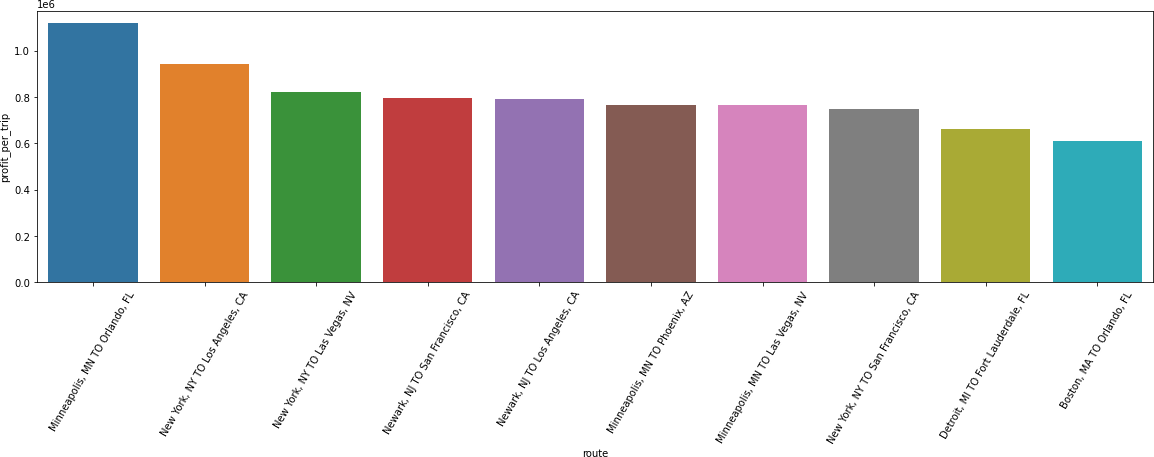 1e6
1.0
0.8
0.6
0.4
0.2
0.0
profit_per_trip
Minneapolis, MN TO Orlando, FL
New York, NY TO Los Angeles, CA
New York, NY TO Las Vegas, NV
Newark, NJ TO San Francisco, CA
Newark, NJ TO Los Angeles, CA
Minneapolis, MN TO Phoenix, AZ
Minneapolis, MN TO Las Vegas, NV
New York, NY TO San Francisco, CA
Detroit, MI TO Fort Lauderdale, FL
Boston, MA TO Orlando, FL
route